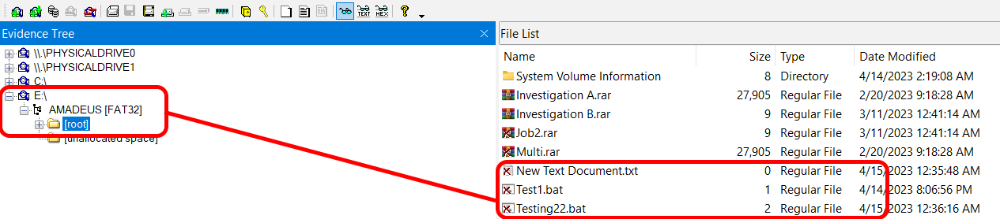 TEXT HEX DIR
Evidence Tree
\\.\PHYSICALDRIVE0
\\.\PHYSICALDRIVE1
C:\
E:\
AMADEUS [FAT32]
[root]
[unallocated space]
File List
Name Size Type Date Modified
System Volume Information 8 Directory 4/14/2023 2:19:08 AM
Investigation A.rar 27,905 Regular File 2/20/2023 9:18:28 AM
Investigation B.rar 9 Regular File 3/11/2023 12:41:14 AM
Job2.rar 9 Regular File 3/11/2023 12:41:14 AM
Multi.rar 27,905 Regular File 2/20/2023 9:18:28 AM
New Text Document.txt 0 Regular File 4/15/2023 12:35:48 AM
Test1.bat 1 Regular File 4/14/2023 8:06:56 PM
Testing22.bat 2 Regular File 4/15/2023 12:36:16 AM